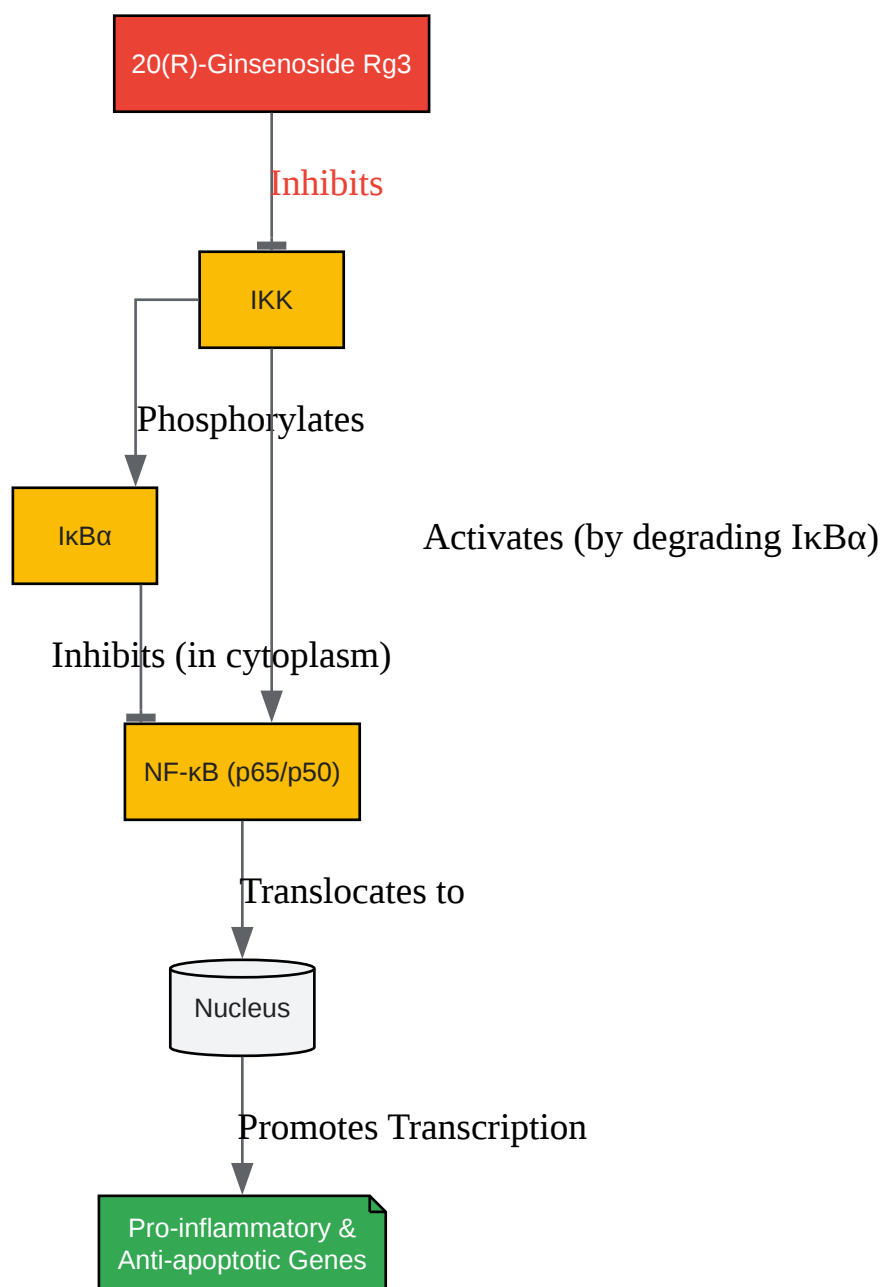 20(R)-Ginsenoside Rg3
Inhibits
IKK
Phosphorylates
IκBα
Activates (by degrading IκBα)
Inhibits (in cytoplasm)
NF-κB (p65/p50)
Translocates to
Nucleus
Promotes Transcription
Pro-inflammatory &
Anti-apoptotic Genes